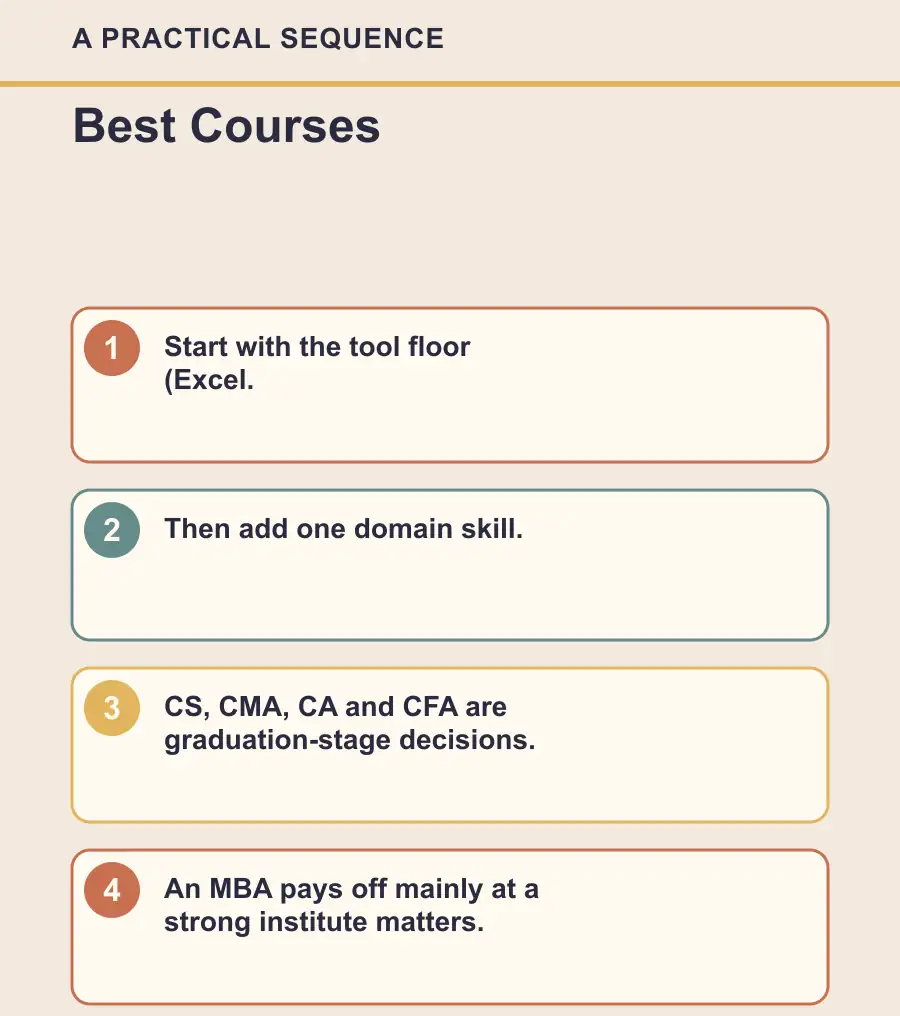 A PRACTICAL SEQUENCE
Best Courses
1
Start with the tool floor
(Excel.
2
Then add one domain skill.
3
CS, CMA, CA and CFA are
graduation-stage decisions.
4
An MBA pays off mainly at a
strong institute matters.